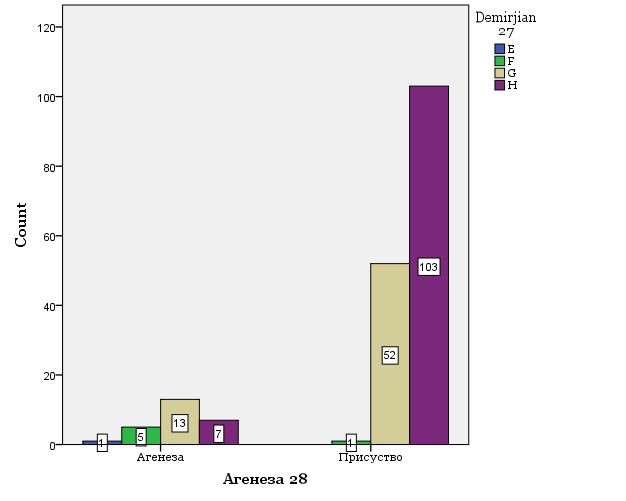 Demirjian
27
E
F
G
H
120
100
80
60
40
20
0
Count
1
5
13
7
1
52
103
Агенеза
Присуство
Агенеза 28